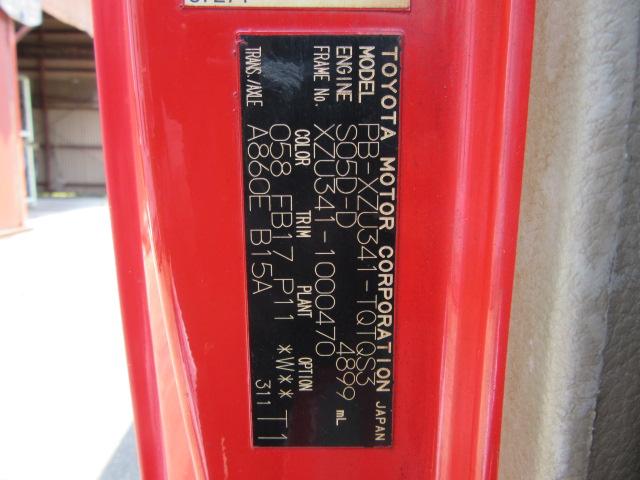 TOYOTA MOTOR CORPORATION JAPAN
MODEL PB-XZU341-TQTQS3
ENGINE S05D-D 4899 mL
FRAME No. XZU341-1000470
COLOR TRIM PLANT OPTION
058 EB17 P11 *W**
TRANS./AXLE A860E B15A 311 T1